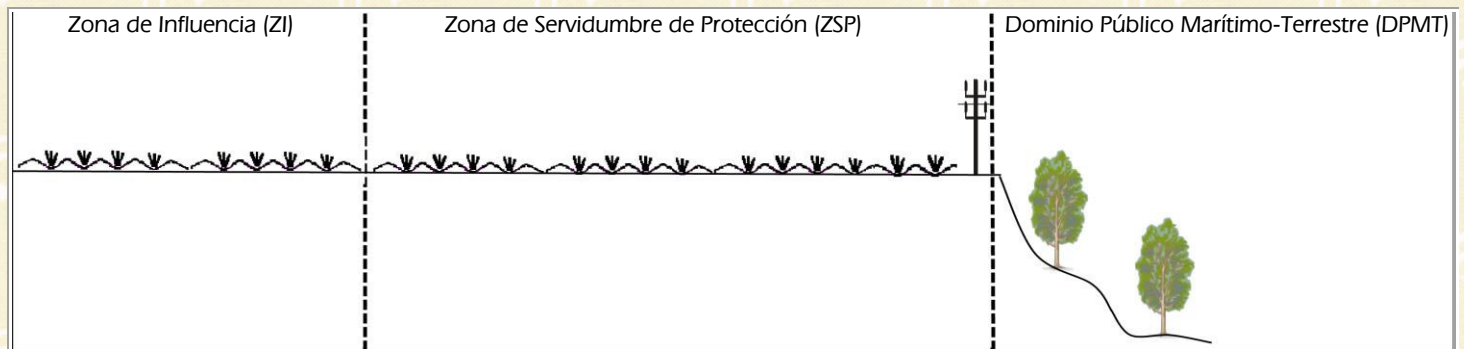 Zona de Influencia (ZI)
Zona de Servidumbre de Protección (ZSP)
Dominio Público Marítimo-Terrestre (DPMT)